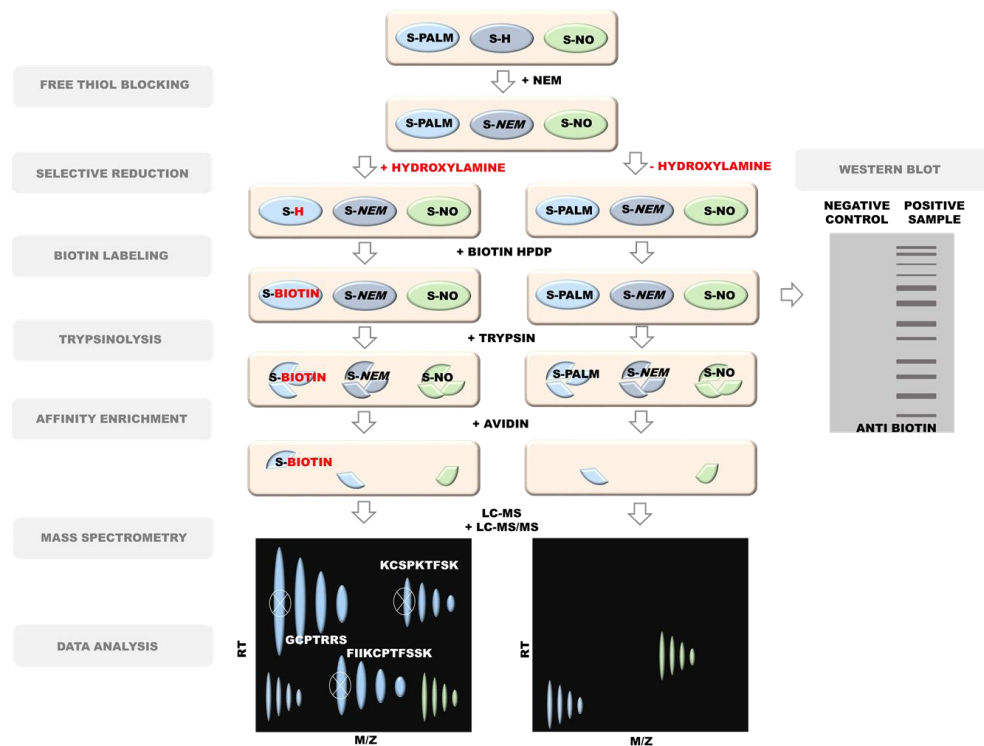 S-PALM S-H S-NO
FREE THIOL BLOCKING
+ NEM
S-PALM S-NEM S-NO
SELECTIVE REDUCTION
+ HYDROXYLAMINE
- HYDROXYLAMINE
WESTERN BLOT
S-H S-NEM S-NO
S-PALM S-NEM S-NO
NEGATIVE CONTROL
POSITIVE SAMPLE
BIOTIN LABELING
+ BIOTIN HPDP
S-BIOTIN S-NEM S-NO
S-PALM S-NEM S-NO
TRYPSINOLYSIS
+ TRYPSIN
S-BIOTIN S-NEM S-NO
S-PALM S-NEM S-NO
AFFINITY ENRICHMENT
+ AVIDIN
ANTI BIOTIN
S-BIOTIN
MASS SPECTROMETRY
LC-MS
+ LC-MS/MS
KCSPKTFSK
GCPTRRS
FIIKCPTFSSK
DATA ANALYSIS
RT
M/Z
RT
M/Z